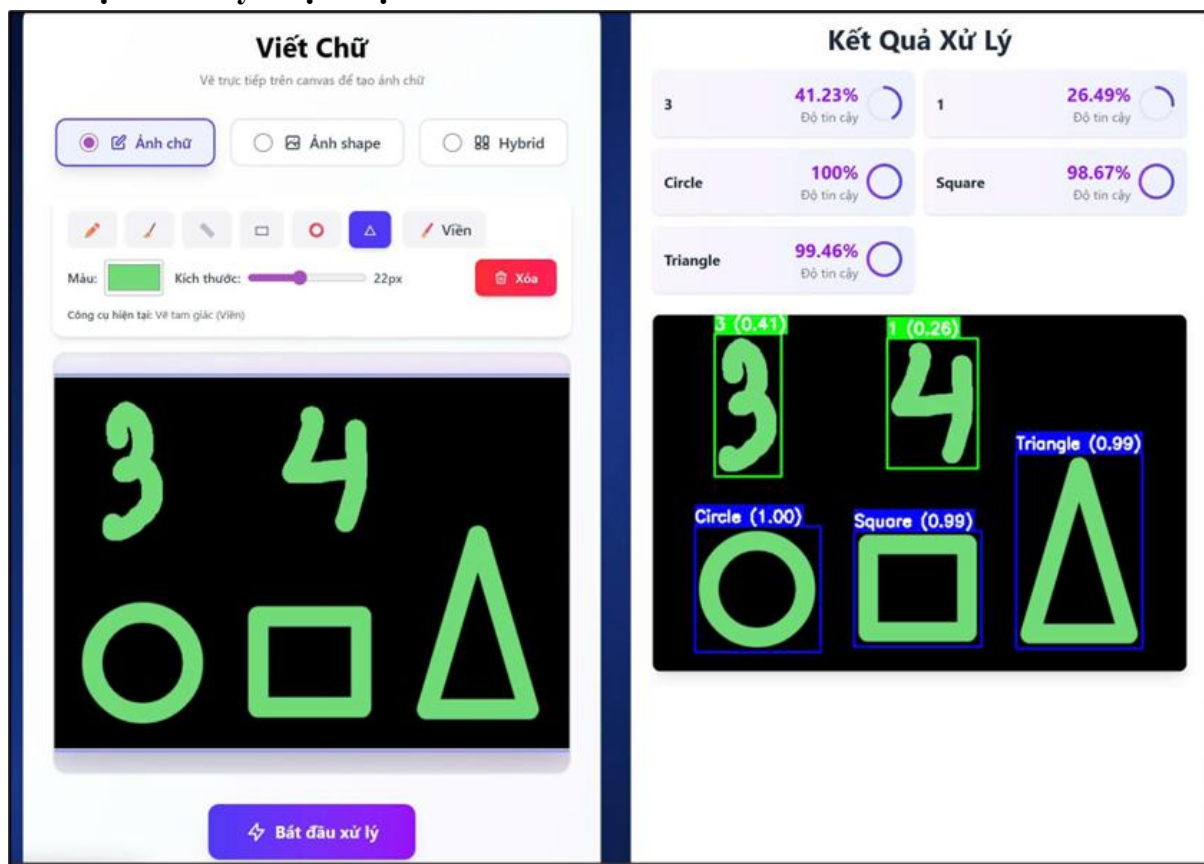 Viết Chữ
Vẽ trực tiếp trên canvas để tạo ảnh chữ
Ảnh chữ
Ảnh shape
Hybrid
Viền
Màu:
Kích thước:
22px
Xóa
Công cụ hiện tại: Vẽ tam giác (Viền)
3 4
Bắt đầu xử lý
Kết Quả Xử Lý
3
41.23%
Độ tin cậy
1
26.49%
Độ tin cậy
Circle
100%
Độ tin cậy
Square
98.67%
Độ tin cậy
Triangle
99.46%
Độ tin cậy
3 (0.41)
1 (0.26)
3 4
Triangle (0.99)
Circle (1.00)
Square (0.99)